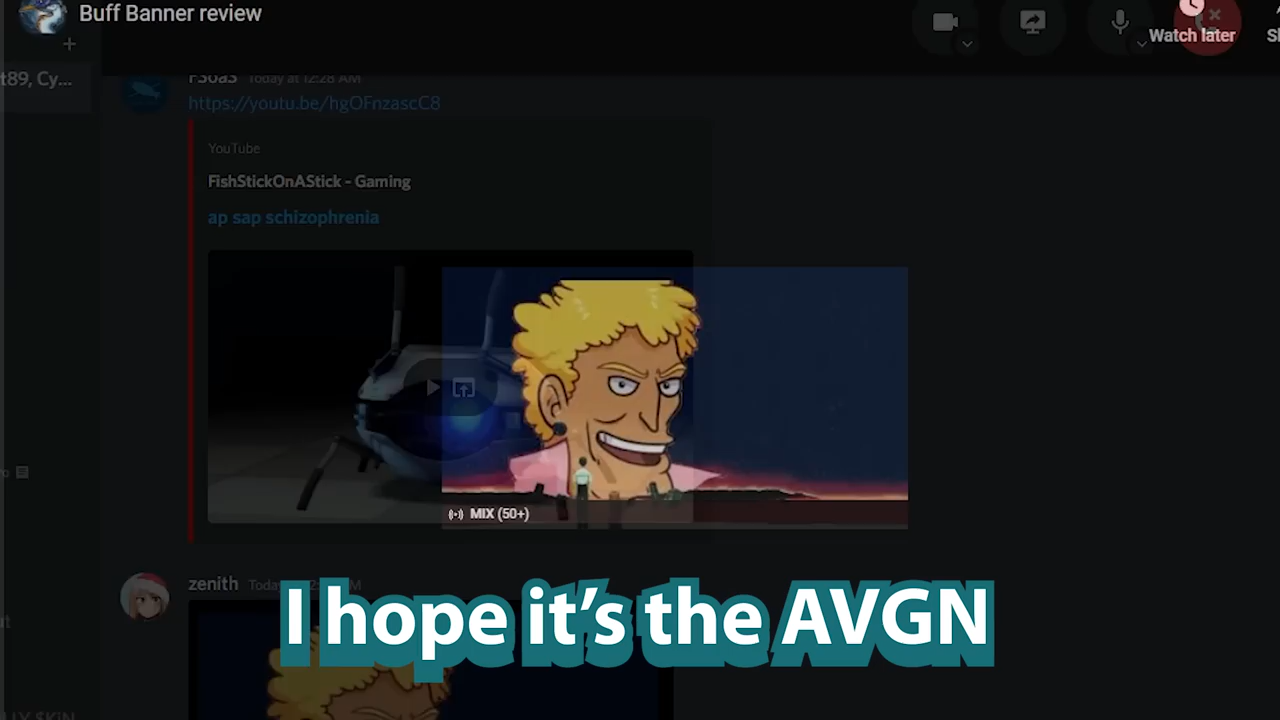 Buff Banner review
Watch later
t89, Cy...
F30a3 Today at 12:28 AM
https://youtu.be/hgOFnzascC8
YouTube
FishStickOnAStick - Gaming
ap sap schizophrenia
MIX (50+)
zenith
I hope it's the AVGN